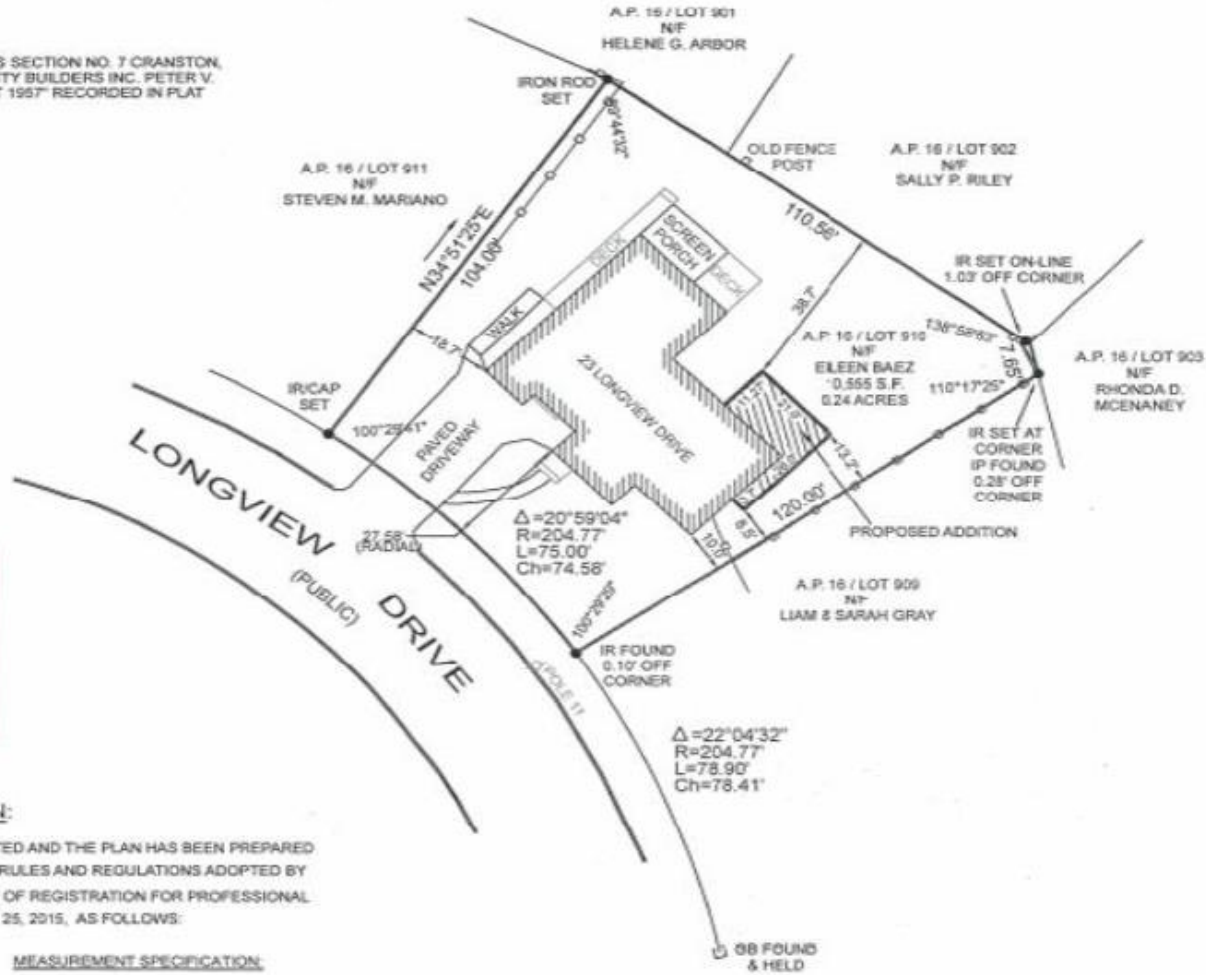 S SECTION NO. 7 CRANSTON,
TY BUILDERS INC. PETER V.
1957" RECORDED IN PLAT
A.P. 16 / LOT 901
N/F
HELENE G. ARBOR
IRON ROD
SET
A.P. 16 / LOT 911
N/F
STEVEN M. MARIANO
OLD FENCE
POST
A.P. 16 / LOT 902
N/F
SALLY P. RILEY
N34°51'25"E
104.00'
110.56'
SCREEN
PORCH
DECK
DECK
WALK
18.7'
38.7'
IR SET ON-LINE
1.03' OFF CORNER
7.65'
110°17'25"
A.P. 16 / LOT 910
N/F
EILEEN BAEZ
0.24 ACRES
A.P. 16 / LOT 903
N/F
RHONDA D.
MCENANEY
IR SET AT
CORNER
IP FOUND
0.28' OFF
CORNER
23 LONGVIEW DRIVE
21.0'
13.2'
120.00'
8.5'
10.0'
PROPOSED ADDITION
IR/CAP
SET
PAVED
DRIVEWAY
27.58'
(RADIAL)
Δ=20°59'04"
R=204.77'
L=75.00'
Ch=74.58'
100°29'29"
A.P. 16 / LOT 909
N/F
LIAM & SARAH GRAY
LONGVIEW DRIVE
(PUBLIC)
IR FOUND
0.10' OFF
CORNER
POLE 11
Δ=22°04'32"
R=204.77'
L=78.90'
Ch=78.41'
GB FOUND
& HELD
N:
TED AND THE PLAN HAS BEEN PREPARED
RULES AND REGULATIONS ADOPTED BY
OF REGISTRATION FOR PROFESSIONAL
25, 2015, AS FOLLOWS:
MEASUREMENT SPECIFICATION: